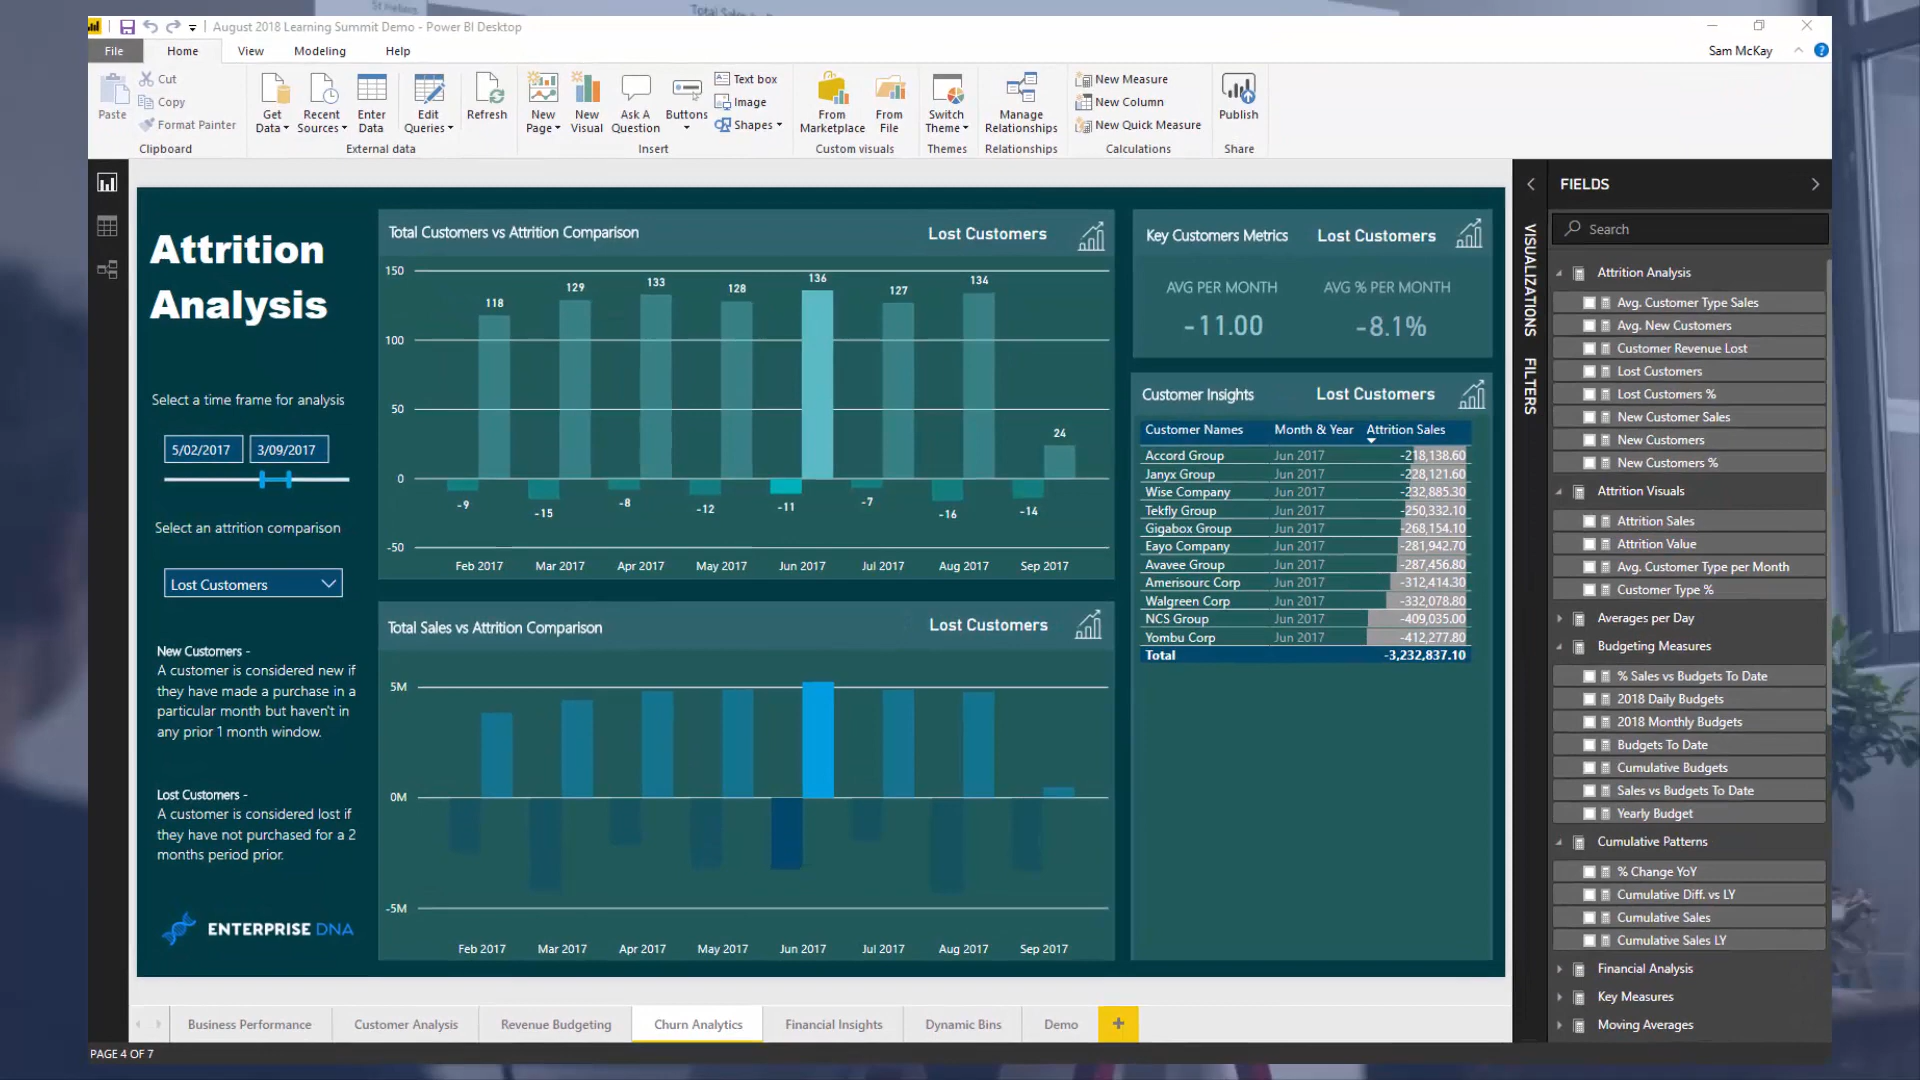 August 2018 Learning Summit Demo - Power BI Desktop
File
Home
View
Modeling
Help
Sam McKay
Paste
Cut
Copy
Format Painter
Clipboard
Get Data
Recent Sources
Enter Data
Edit Queries
Refresh
External data
New Page
New Visual
Ask A Question
Buttons
Text box
Image
Shapes
Insert
From Marketplace
From File
Custom visuals
Switch Theme
Themes
Manage Relationships
Relationships
New Measure
New Column
New Quick Measure
Calculations
Publish
Share
Attrition
Analysis
Select a time frame for analysis
5/02/2017
3/09/2017
Select an attrition comparison
Lost Customers
New Customers -
A customer is considered new if
they have made a purchase in a
particular month but haven't in
any prior 1 month window.
Lost Customers -
A customer is considered lost if
they have not purchased for a 2
months period prior.
ENTERPRISE DNA
Total Customers vs Attrition Comparison
Lost Customers
150
100
50
0
-50
118
129
133
128
136
127
134
24
-9
-15
-8
-12
-11
-7
-16
-14
Feb 2017
Mar 2017
Apr 2017
May 2017
Jun 2017
Jul 2017
Aug 2017
Sep 2017
Total Sales vs Attrition Comparison
Lost Customers
5M
0M
-5M
Feb 2017
Mar 2017
Apr 2017
May 2017
Jun 2017
Jul 2017
Aug 2017
Sep 2017
Key Customers Metrics
Lost Customers
AVG PER MONTH
AVG % PER MONTH
-11.00
-8.1%
Customer Insights
Lost Customers
Customer Names Month & Year Attrition Sales
Accord Group Jun 2017 -218,138.60
Janyx Group Jun 2017 -228,121.60
Wise Company Jun 2017 -232,885.30
Tekfly Group Jun 2017 -250,332.10
Gigabox Group Jun 2017 -268,154.10
Eayo Company Jun 2017 -281,942.70
Avavee Group Jun 2017 -287,456.80
Amerisourc Corp Jun 2017 -312,414.30
Walgreen Corp Jun 2017 -332,078.80
NCS Group Jun 2017 -409,035.00
Yombu Corp Jun 2017 -412,277.80
Total -3,232,837.10
VISUALIZATIONS
FILTERS
FIELDS
Search
Attrition Analysis
Avg. Customer Type Sales
Avg. New Customers
Customer Revenue Lost
Lost Customers
Lost Customers %
New Customer Sales
New Customers
New Customers %
Attrition Visuals
Attrition Sales
Attrition Value
Avg. Customer Type per Month
Customer Type %
Averages per Day
Budgeting Measures
% Sales vs Budgets To Date
2018 Daily Budgets
2018 Monthly Budgets
Budgets To Date
Cumulative Budgets
Sales vs Budgets To Date
Yearly Budget
Cumulative Patterns
% Change YoY
Cumulative Diff. vs LY
Cumulative Sales
Cumulative Sales LY
Financial Analysis
Key Measures
Moving Averages
Business Performance
Customer Analysis
Revenue Budgeting
Churn Analytics
Financial Insights
Dynamic Bins
Demo
PAGE 4 OF 7